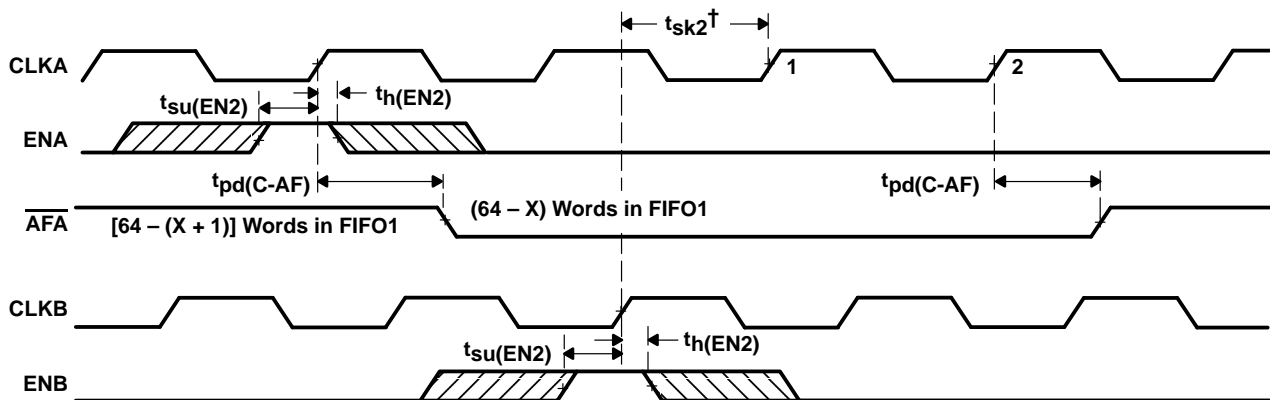 tsk2†
CLKA
1
2
tsu(EN2)
th(EN2)
ENA
tpd(C-AF)
tpd(C-AF)
AFA
[64 – (X + 1)] Words in FIFO1
(64 – X) Words in FIFO1
CLKB
tsu(EN2)
th(EN2)
ENB